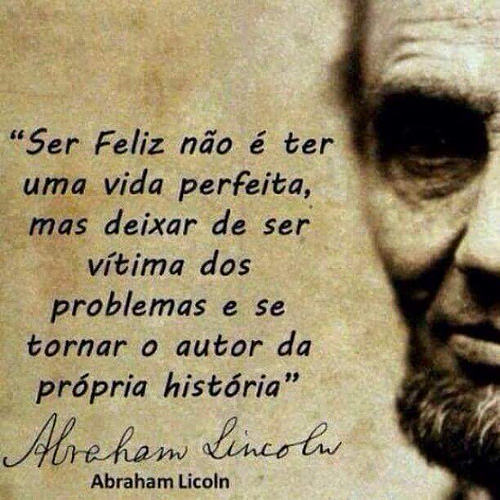 “Ser Feliz não é ter
uma vida perfeita,
mas deixar de ser
vítima dos
problemas e se
tornar o autor da
própria história”
Abraham Lincoln
Abraham Licoln